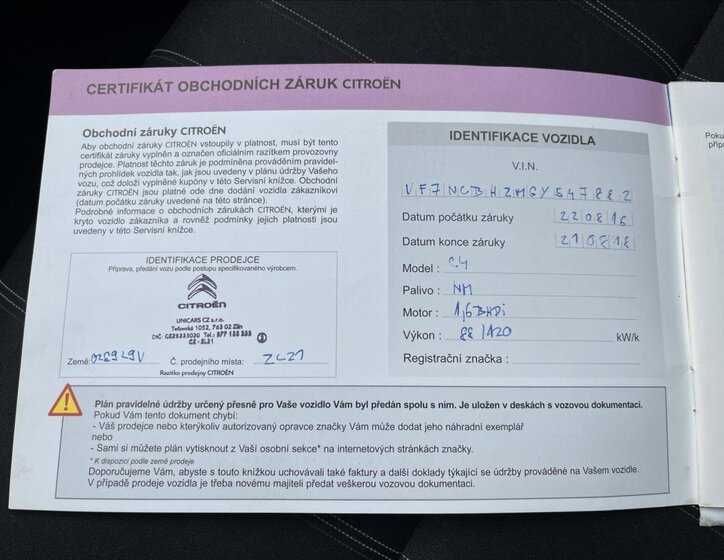 CERTIFIKÁT OBCHODNÍCH ZÁRUK CITROËN
Obchodní záruky CITROËN
Aby obchodní záruky CITROËN vstoupily v platnost, musí být tento
certifikát záruky vyplněn a označen oficiálním razítkem provozovny
prodejce. Platnost těchto záruk je podmíněna prováděním pravidel-
ných prohlídek vozidla tak, jak jsou uvedeny v plánu údržby Vašeho
vozu, což doloží vyplněné kupóny v této Servisní knížce. Obchodní
záruky CITROËN jsou platné ode dne dodání vozidla zákazníkovi
(datum počátku záruky uvedené na této stránce).
Podrobné informace o obchodních zárukách CITROËN, kterými je
kryto vozidlo zákazníka a rovněž podmínky jejich platnosti jsou
uvedeny v této Servisní knížce.
IDENTIFIKACE PRODEJCE
Příprava, předání vozu podle postupu specifikovaného výrobcem.
CITROËN
UNICARS CZ s.r.o.
Tečovská 1052, 763 02 Zlín
Země:
Č. prodejního místa: ZLZ1
Razítko prodejny CITROËN
IDENTIFIKACE VOZIDLA
V.I.N.
VF7NCBHZMGY547882
Datum počátku záruky 220816
Datum konce záruky 210818
Model : C4
Palivo : NM
Motor : 1,6BHDi
Výkon : 88/120 kW/k
Registrační značka :
Plán pravidelné údržby určený přesně pro Vaše vozidlo Vám byl předán spolu s ním. Je uložen v deskách s vozovou dokumentací.
Pokud Vám tento dokument chybí:
- Váš prodejce nebo kterýkoliv autorizovaný opravce značky Vám může dodat jeho náhradní exemplář
nebo
- Sami si můžete plán vytisknout z Vaší osobní sekce* na internetových stránkách značky.
* K dispozici podle země prodeje
Doporučujeme Vám, abyste s touto knížkou uchovávali také faktury a další doklady týkající se údržby prováděné na Vašem vozidle.
V případě prodeje vozidla je třeba novému majiteli předat veškerou vozovou dokumentaci.